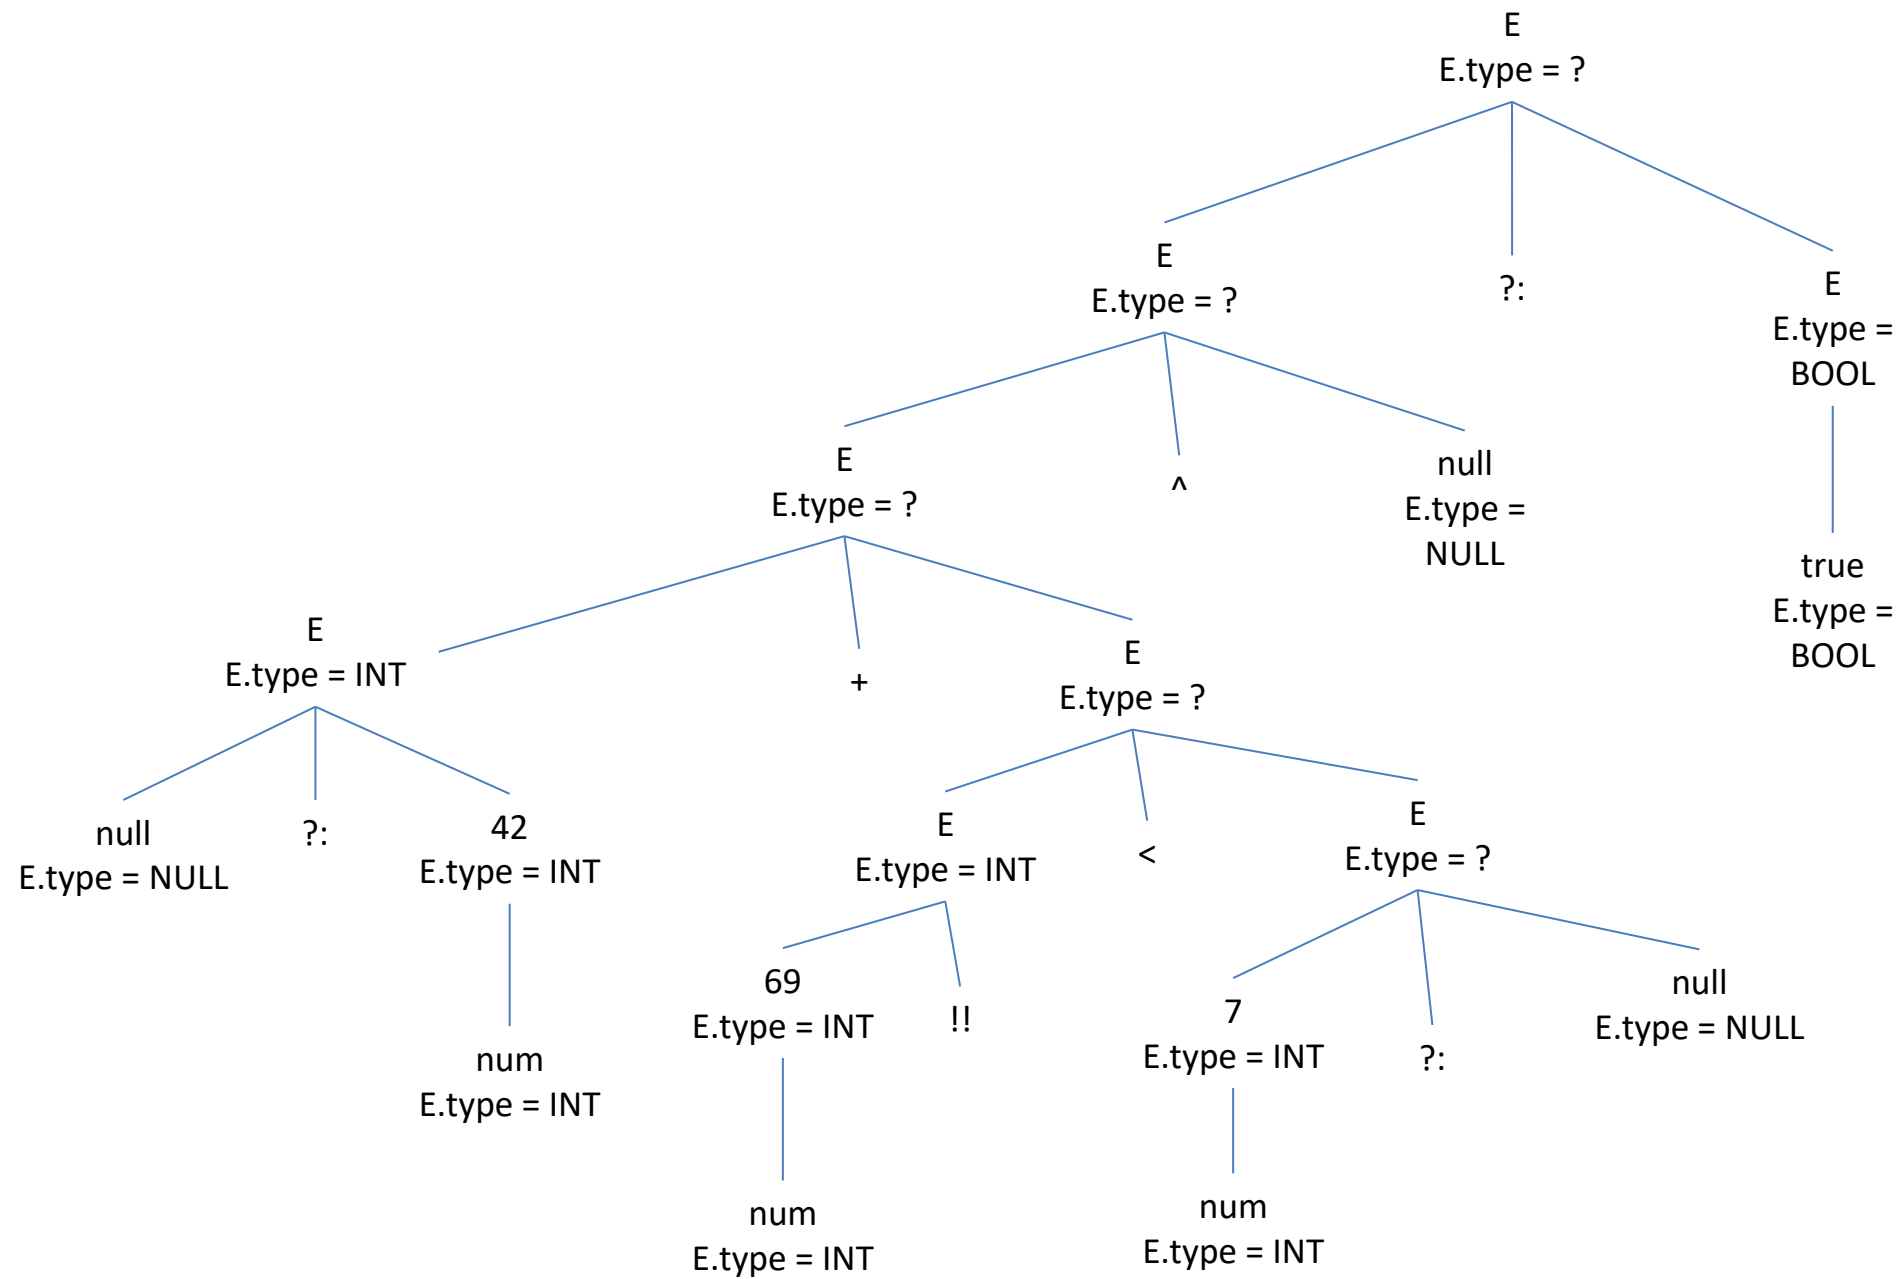 E
E.type = ?
E
E.type = ?
?:
E
E.type =
BOOL
E
E.type = ?
^
null
E.type =
NULL
true
E.type =
BOOL
E
E.type = INT
+
E
E.type = ?
null
E.type = NULL
?:
42
E.type = INT
E
E.type = INT
<
E
E.type = ?
69
E.type = INT
!!
7
E.type = INT
?:
null
E.type = NULL
num
E.type = INT
num
E.type = INT
num
E.type = INT